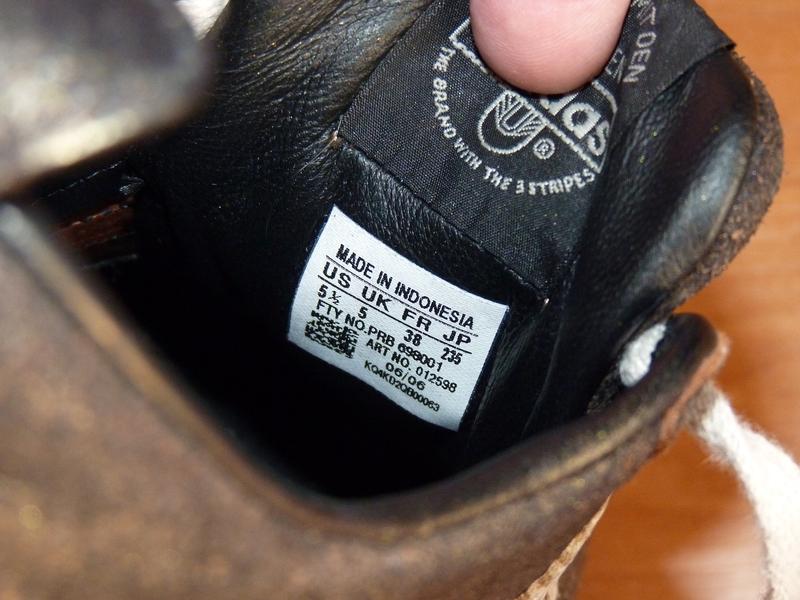 THE BRAND WITH THE 3 STRIPES
®
MADE IN INDONESIA
US UK FR JP
5½ 5 38 235
FTY NO.PRB 698001
ART NO. 012598
06/06
KO4K02OB00063